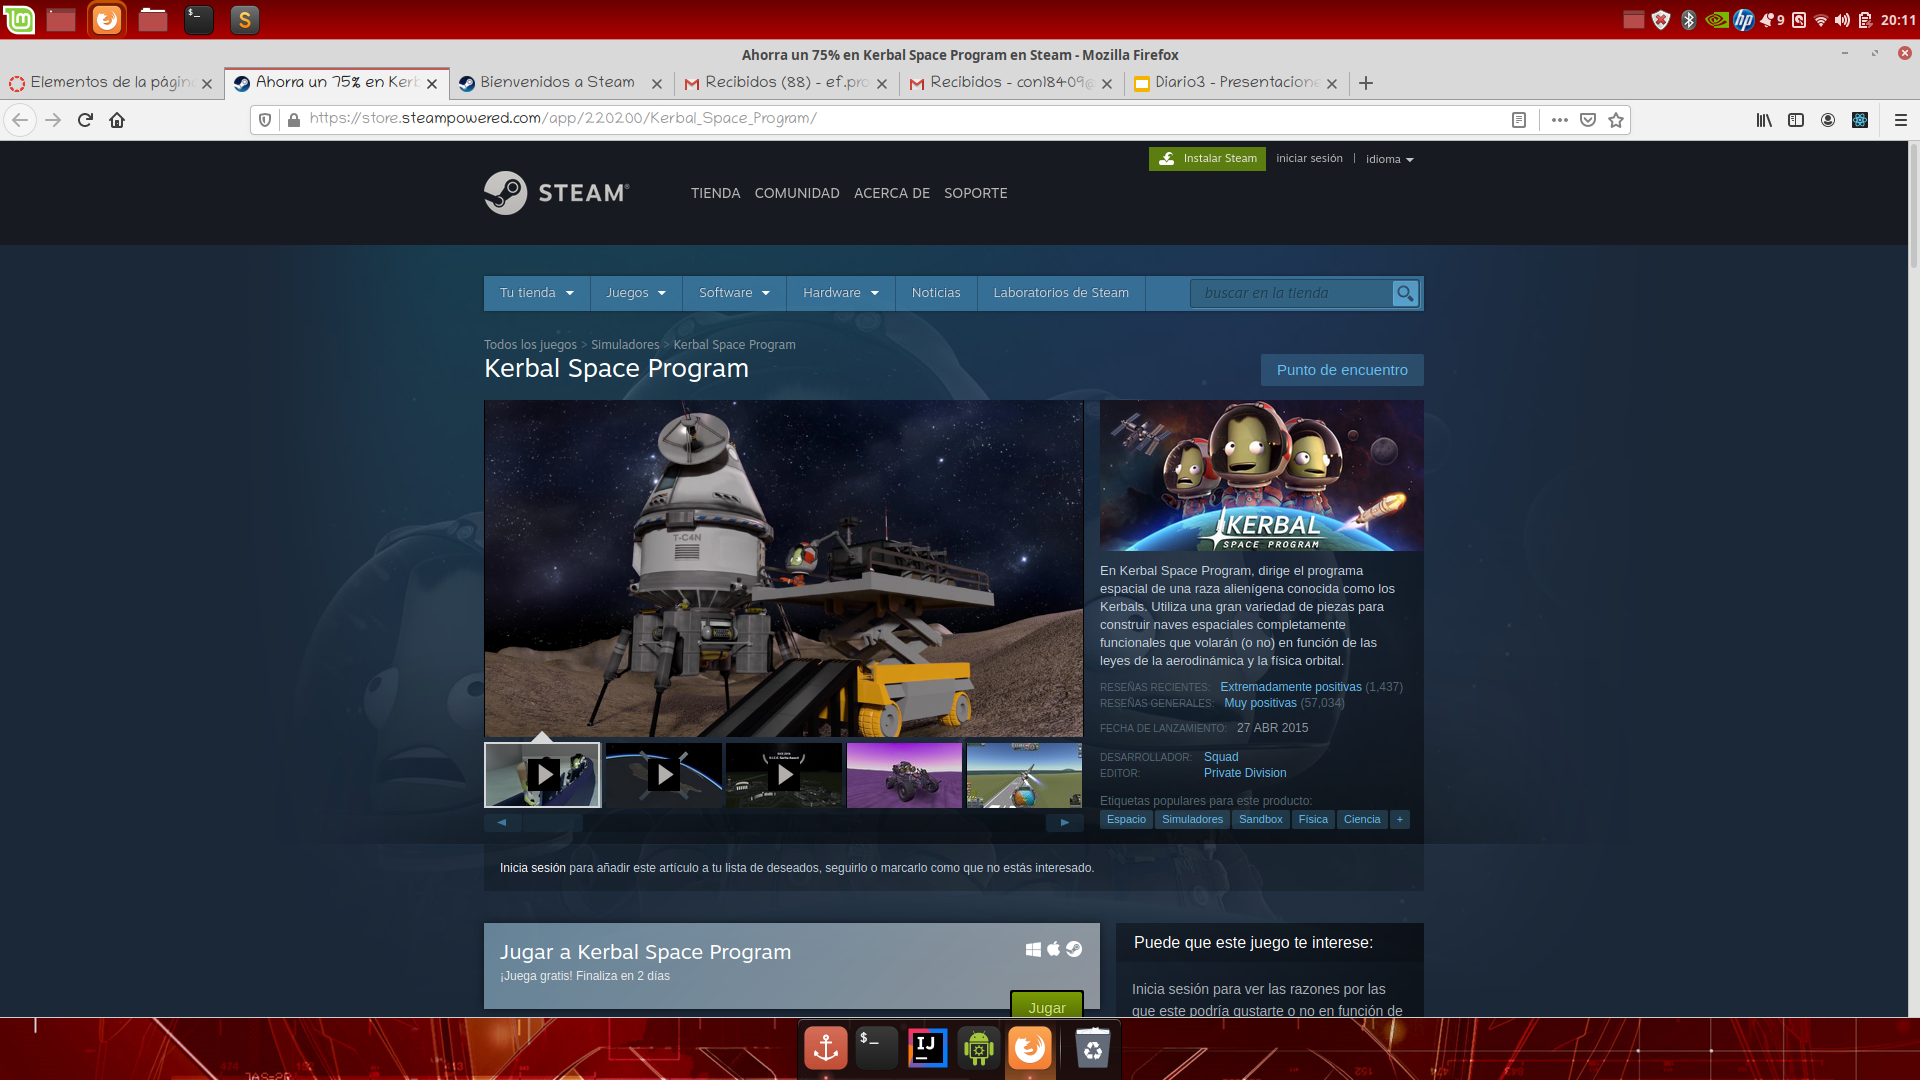 9
20:11
Ahorra un 75% en Kerbal Space Program en Steam - Mozilla Firefox
Elementos de la págin
Ahorra un 75% en Kerb
Bienvenidos a Steam
Recibidos (88) - ef.pro
Recibidos - con18409@
Diario3 - Presentacione
https://store.steampowered.com/app/220200/Kerbal_Space_Program/
Instalar Steam
iniciar sesión
idioma
STEAM
TIENDA
COMUNIDAD
ACERCA DE
SOPORTE
Tu tienda
Juegos
Software
Hardware
Noticias
Laboratorios de Steam
buscar en la tienda
Todos los juegos > Simuladores > Kerbal Space Program
Kerbal Space Program
Punto de encuentro
T-C4N
KERBAL
SPACE PROGRAM
En Kerbal Space Program, dirige el programa
espacial de una raza alienígena conocida como los
Kerbals. Utiliza una gran variedad de piezas para
construir naves espaciales completamente
funcionales que volarán (o no) en función de las
leyes de la aerodinámica y la física orbital.
RESEÑAS RECIENTES: Extremadamente positivas (1,437)
RESEÑAS GENERALES: Muy positivas (57,034)
FECHA DE LANZAMIENTO: 27 ABR 2015
DESARROLLADOR: Squad
EDITOR: Private Division
Etiquetas populares para este producto:
Espacio
Simuladores
Sandbox
Física
Ciencia
+
Inicia sesión para añadir este artículo a tu lista de deseados, seguirlo o marcarlo como que no estás interesado.
Jugar a Kerbal Space Program
¡Juega gratis! Finaliza en 2 días
Jugar
Puede que este juego te interese:
Inicia sesión para ver las razones por las
que este podría gustarte o no en función de
IJ